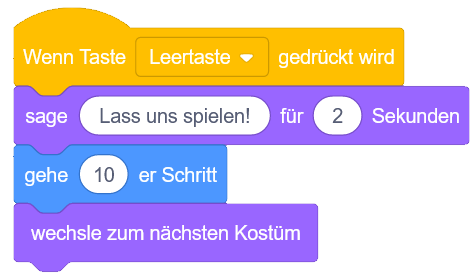 Wenn Taste Leertaste gedrückt wird
sage Lass uns spielen! für 2 Sekunden
gehe 10 er Schritt
wechsle zum nächsten Kostüm